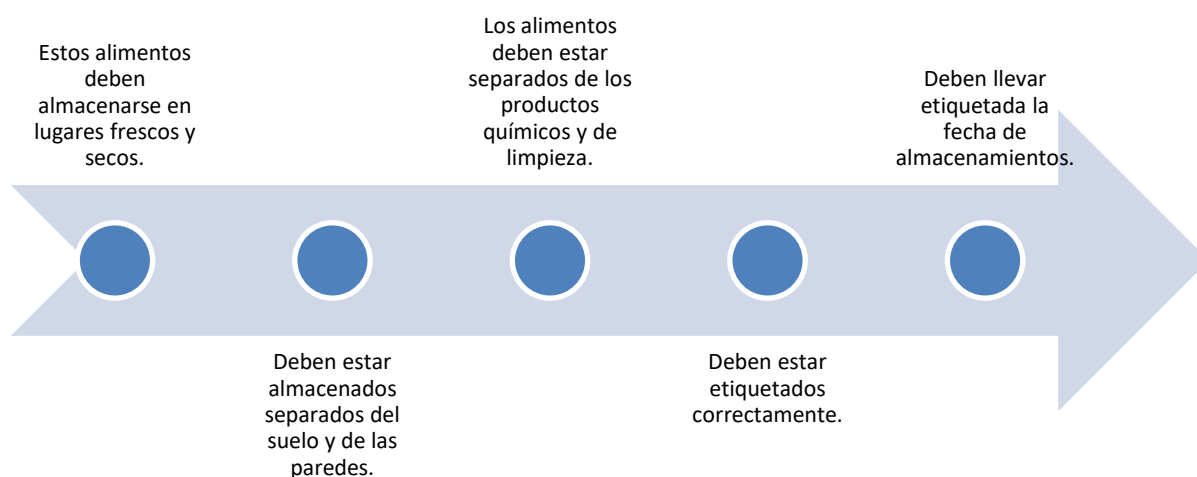 Estos alimentos
deben
almacenarse en
lugares frescos y
secos.
Deben estar
almacenados
separados del
suelo y de las
paredes.
Los alimentos
deben estar
separados de los
productos
químicos y de
limpieza.
Deben estar
etiquetados
correctamente.
Deben llevar
etiquetada la
fecha de
almacenamientos.